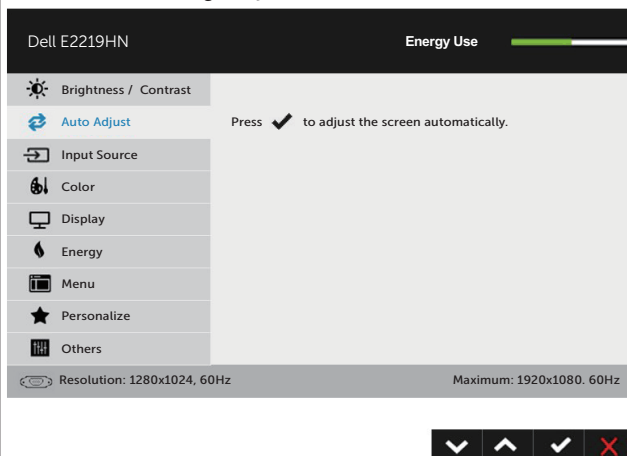 Dell E2219HN
Energy Use
Brightness / Contrast
Auto Adjust
Press to adjust the screen automatically.
Input Source
Color
Display
Energy
Menu
Personalize
Others
Resolution: 1280x1024, 60Hz
Maximum: 1920x1080. 60Hz